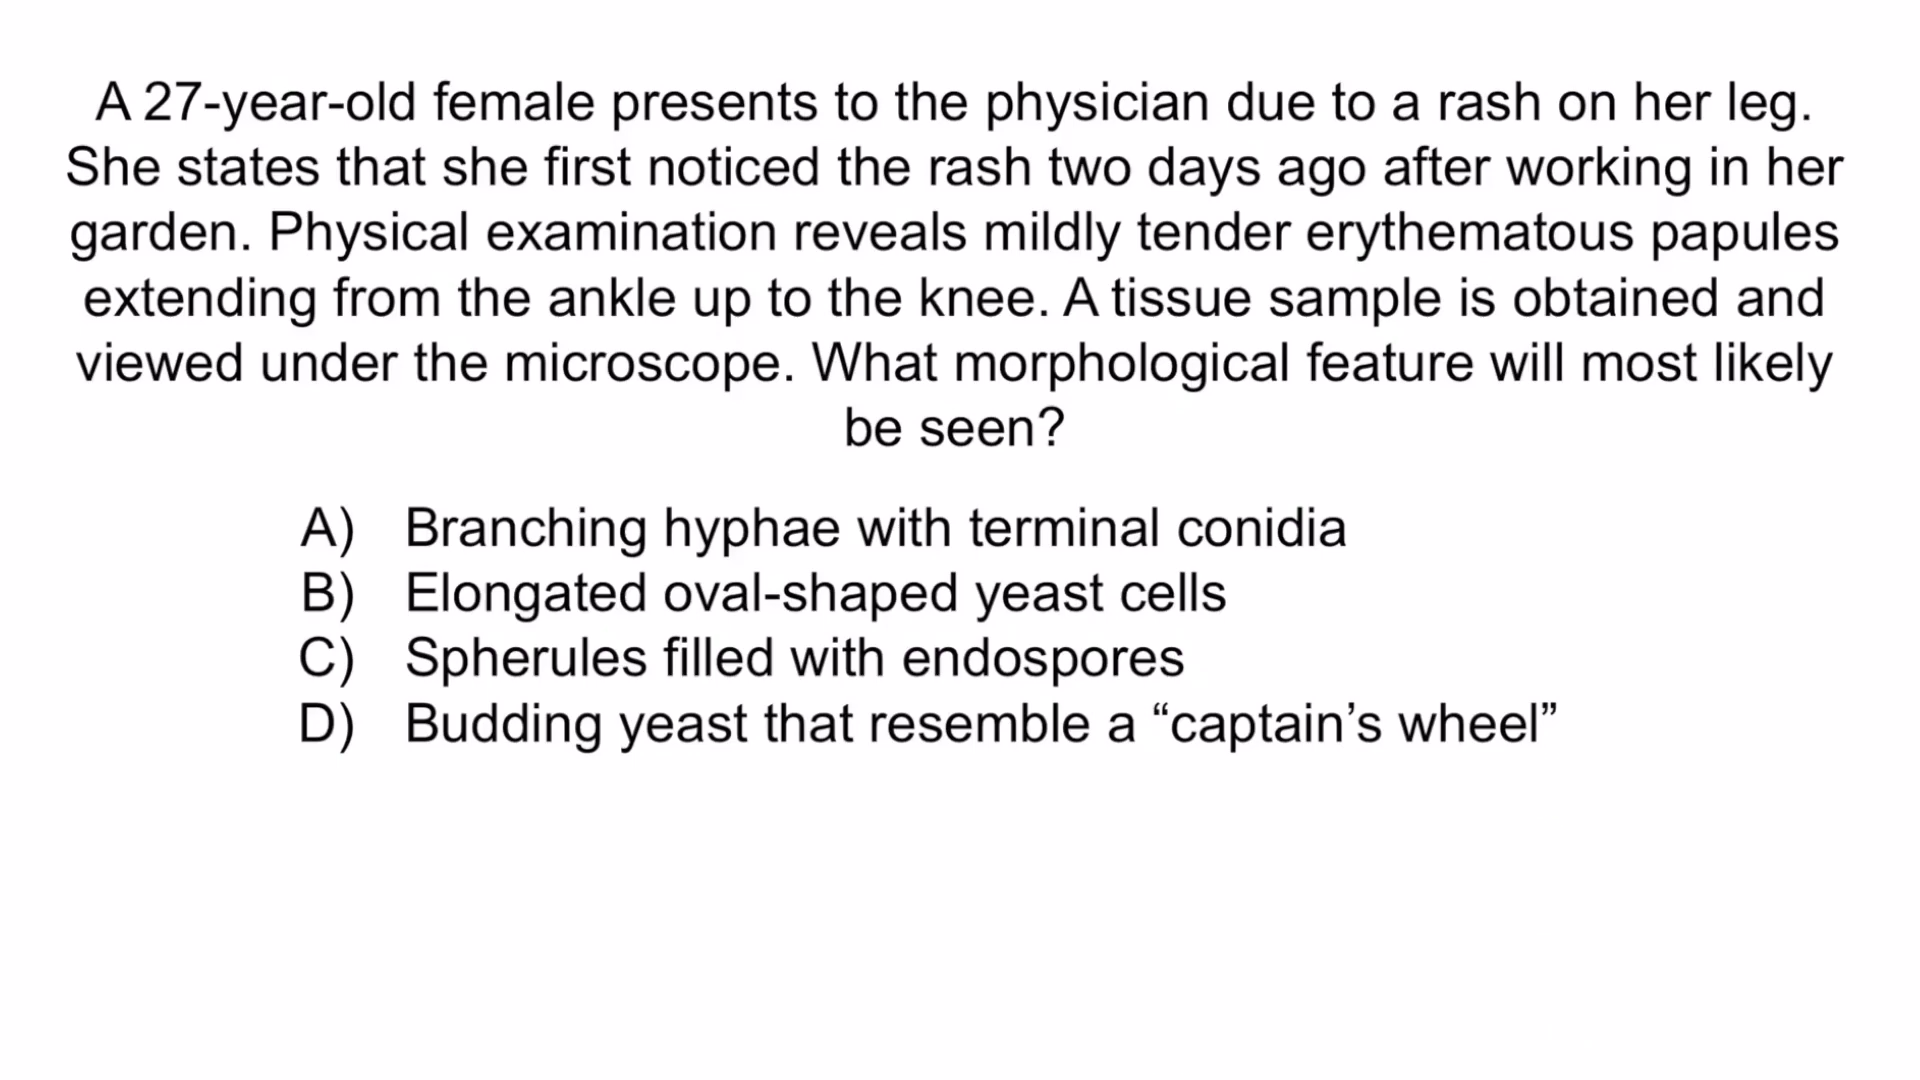 A 27-year-old female presents to the physician due to a rash on her leg.
She states that she first noticed the rash two days ago after working in her
garden. Physical examination reveals mildly tender erythematous papules
extending from the ankle up to the knee. A tissue sample is obtained and
viewed under the microscope. What morphological feature will most likely
be seen?
A) Branching hyphae with terminal conidia
B) Elongated oval-shaped yeast cells
C) Spherules filled with endospores
D) Budding yeast that resemble a “captain’s wheel”